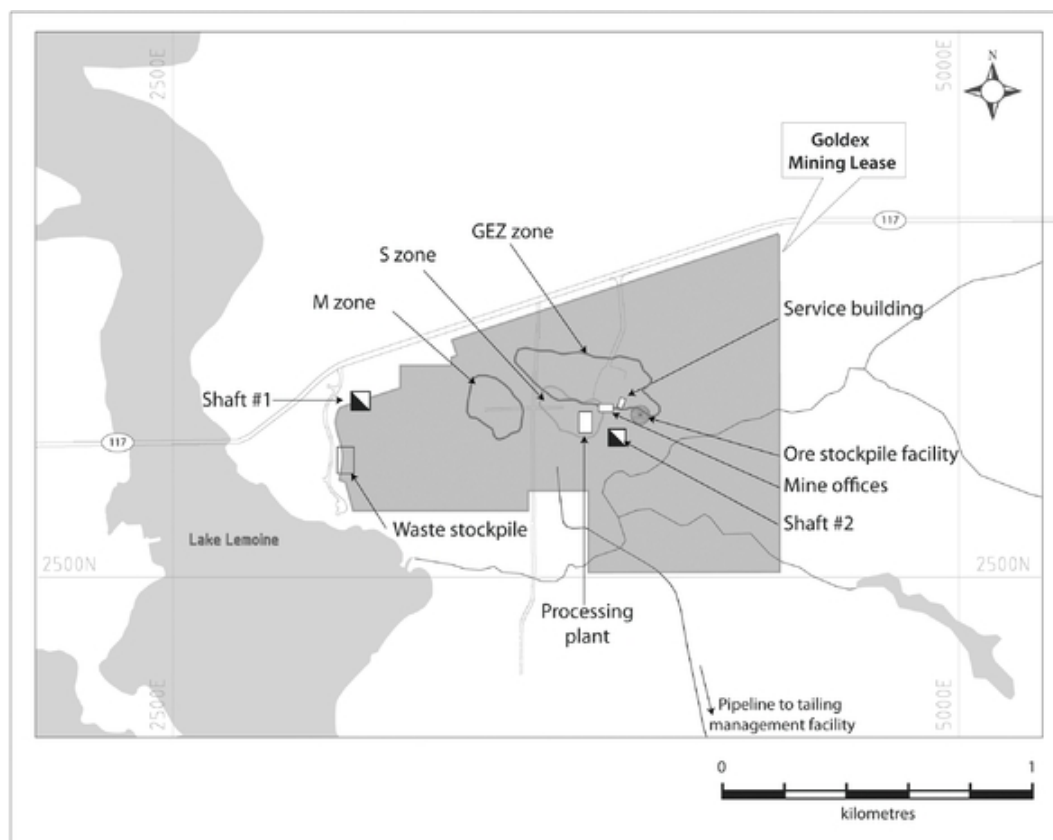 2500E
5000E
N
Goldex
Mining Lease
117
GEZ zone
S zone
M zone
Service building
Shaft #1
117
Ore stockpile facility
Mine offices
Shaft #2
Waste stockpile
Lake Lemoine
2500N
2500N
Processing
plant
2500E
5000E
Pipeline to tailing
management facility
0
1
kilometres